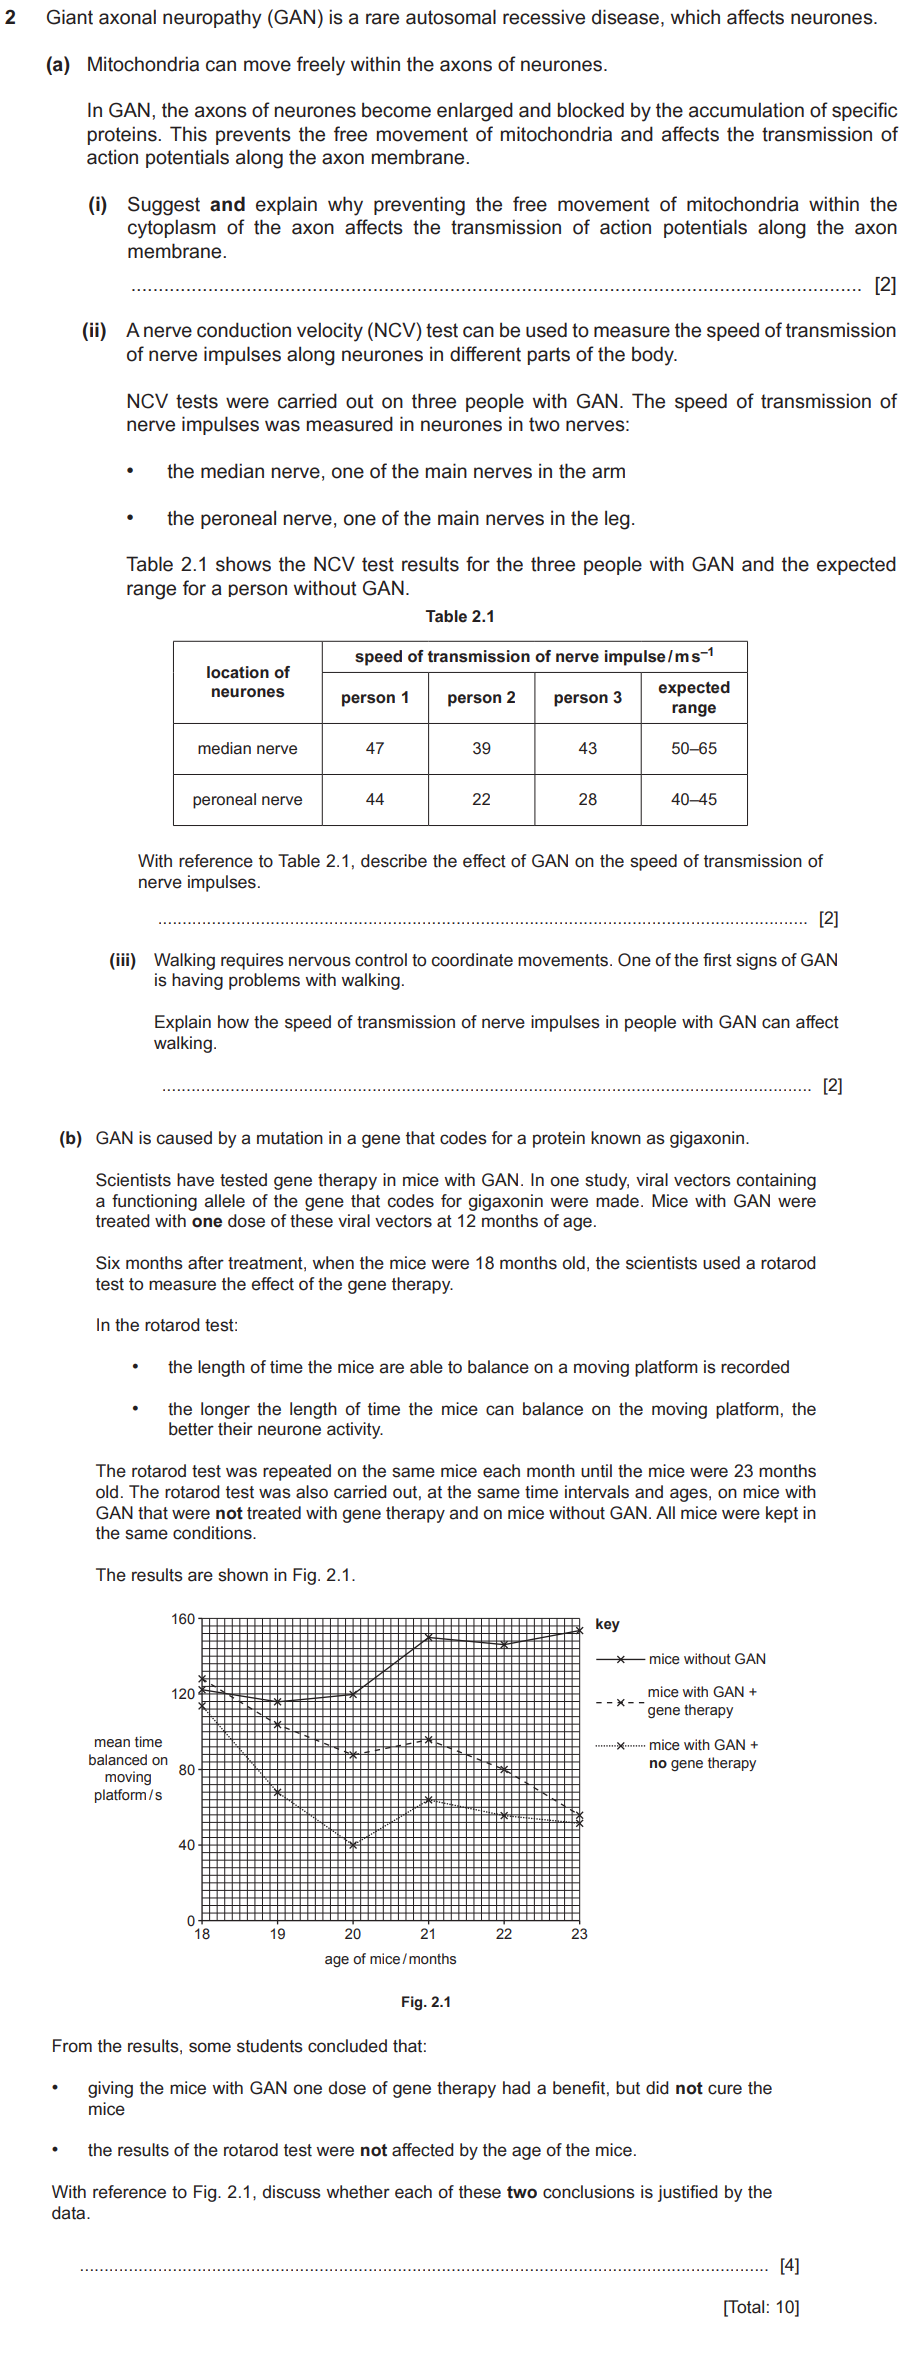 2 Giant axonal neuropathy (GAN) is a rare autosomal recessive disease, which affects neurones.
(a) Mitochondria can move freely within the axons of neurones.
In GAN, the axons of neurones become enlarged and blocked by the accumulation of specific
proteins. This prevents the free movement of mitochondria and affects the transmission of
action potentials along the axon membrane.
(i) Suggest and explain why preventing the free movement of mitochondria within the
cytoplasm of the axon affects the transmission of action potentials along the axon
membrane.
[2]
(ii) A nerve conduction velocity (NCV) test can be used to measure the speed of transmission
of nerve impulses along neurones in different parts of the body.
NCV tests were carried out on three people with GAN. The speed of transmission of
nerve impulses was measured in neurones in two nerves:
• the median nerve, one of the main nerves in the arm
• the peroneal nerve, one of the main nerves in the leg.
Table 2.1 shows the NCV test results for the three people with GAN and the expected
range for a person without GAN.
Table 2.1
location of
neurones
speed of transmission of nerve impulse / m s⁻¹
person 1 person 2 person 3 expected
range
median nerve 47 39 43 50–65
peroneal nerve 44 22 28 40–45
With reference to Table 2.1, describe the effect of GAN on the speed of transmission of
nerve impulses.
[2]
(iii) Walking requires nervous control to coordinate movements. One of the first signs of GAN
is having problems with walking.
Explain how the speed of transmission of nerve impulses in people with GAN can affect
walking.
[2]
(b) GAN is caused by a mutation in a gene that codes for a protein known as gigaxonin.
Scientists have tested gene therapy in mice with GAN. In one study, viral vectors containing
a functioning allele of the gene that codes for gigaxonin were made. Mice with GAN were
treated with one dose of these viral vectors at 12 months of age.
Six months after treatment, when the mice were 18 months old, the scientists used a rotarod
test to measure the effect of the gene therapy.
In the rotarod test:
• the length of time the mice are able to balance on a moving platform is recorded
• the longer the length of time the mice can balance on the moving platform, the
better their neurone activity.
The rotarod test was repeated on the same mice each month until the mice were 23 months
old. The rotarod test was also carried out, at the same time intervals and ages, on mice with
GAN that were not treated with gene therapy and on mice without GAN. All mice were kept in
the same conditions.
The results are shown in Fig. 2.1.
160
120
80
40
0
mean time
balanced on
moving
platform / s
18 19 20 21 22 23
age of mice / months
key
mice without GAN
mice with GAN +
gene therapy
mice with GAN +
no gene therapy
Fig. 2.1
From the results, some students concluded that:
• giving the mice with GAN one dose of gene therapy had a benefit, but did not cure the
mice
• the results of the rotarod test were not affected by the age of the mice.
With reference to Fig. 2.1, discuss whether each of these two conclusions is justified by the
data.
[4]
[Total: 10]